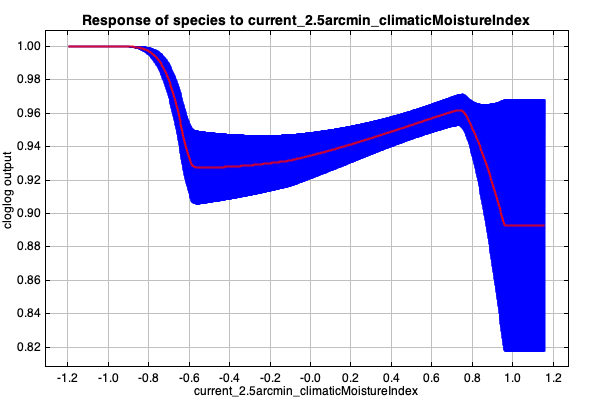 Response of species to current_2.5arcmin_climaticMoistureIndex
1.00
0.98
0.96
0.94
0.92
0.90
0.88
0.86
0.84
0.82
cloglog output
-1.2 -1.0 -0.8 -0.6 -0.4 -0.2 -0.0 0.2 0.4 0.6 0.8 1.0 1.2
current_2.5arcmin_climaticMoistureIndex